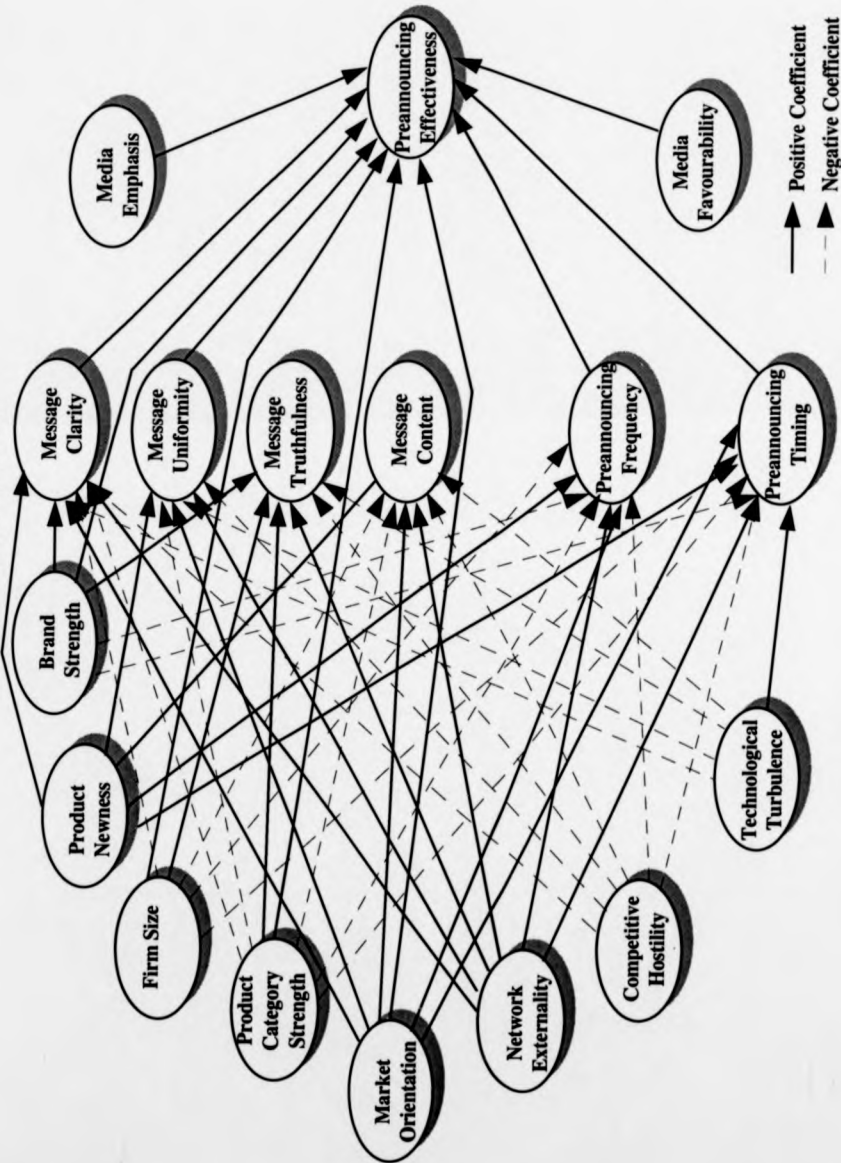 Media
Emphasis
Preannouncing
Effectiveness
Media
Favourability
Message
Clarity
Message
Uniformity
Message
Truthfulness
Message
Content
Preannouncing
Frequency
Preannouncing
Timing
Brand
Strength
Product
Newness
Firm Size
Product
Category
Strength
Market
Orientation
Network
Externality
Competitive
Hostility
Technological
Turbulence
Positive Coefficient
Negative Coefficient